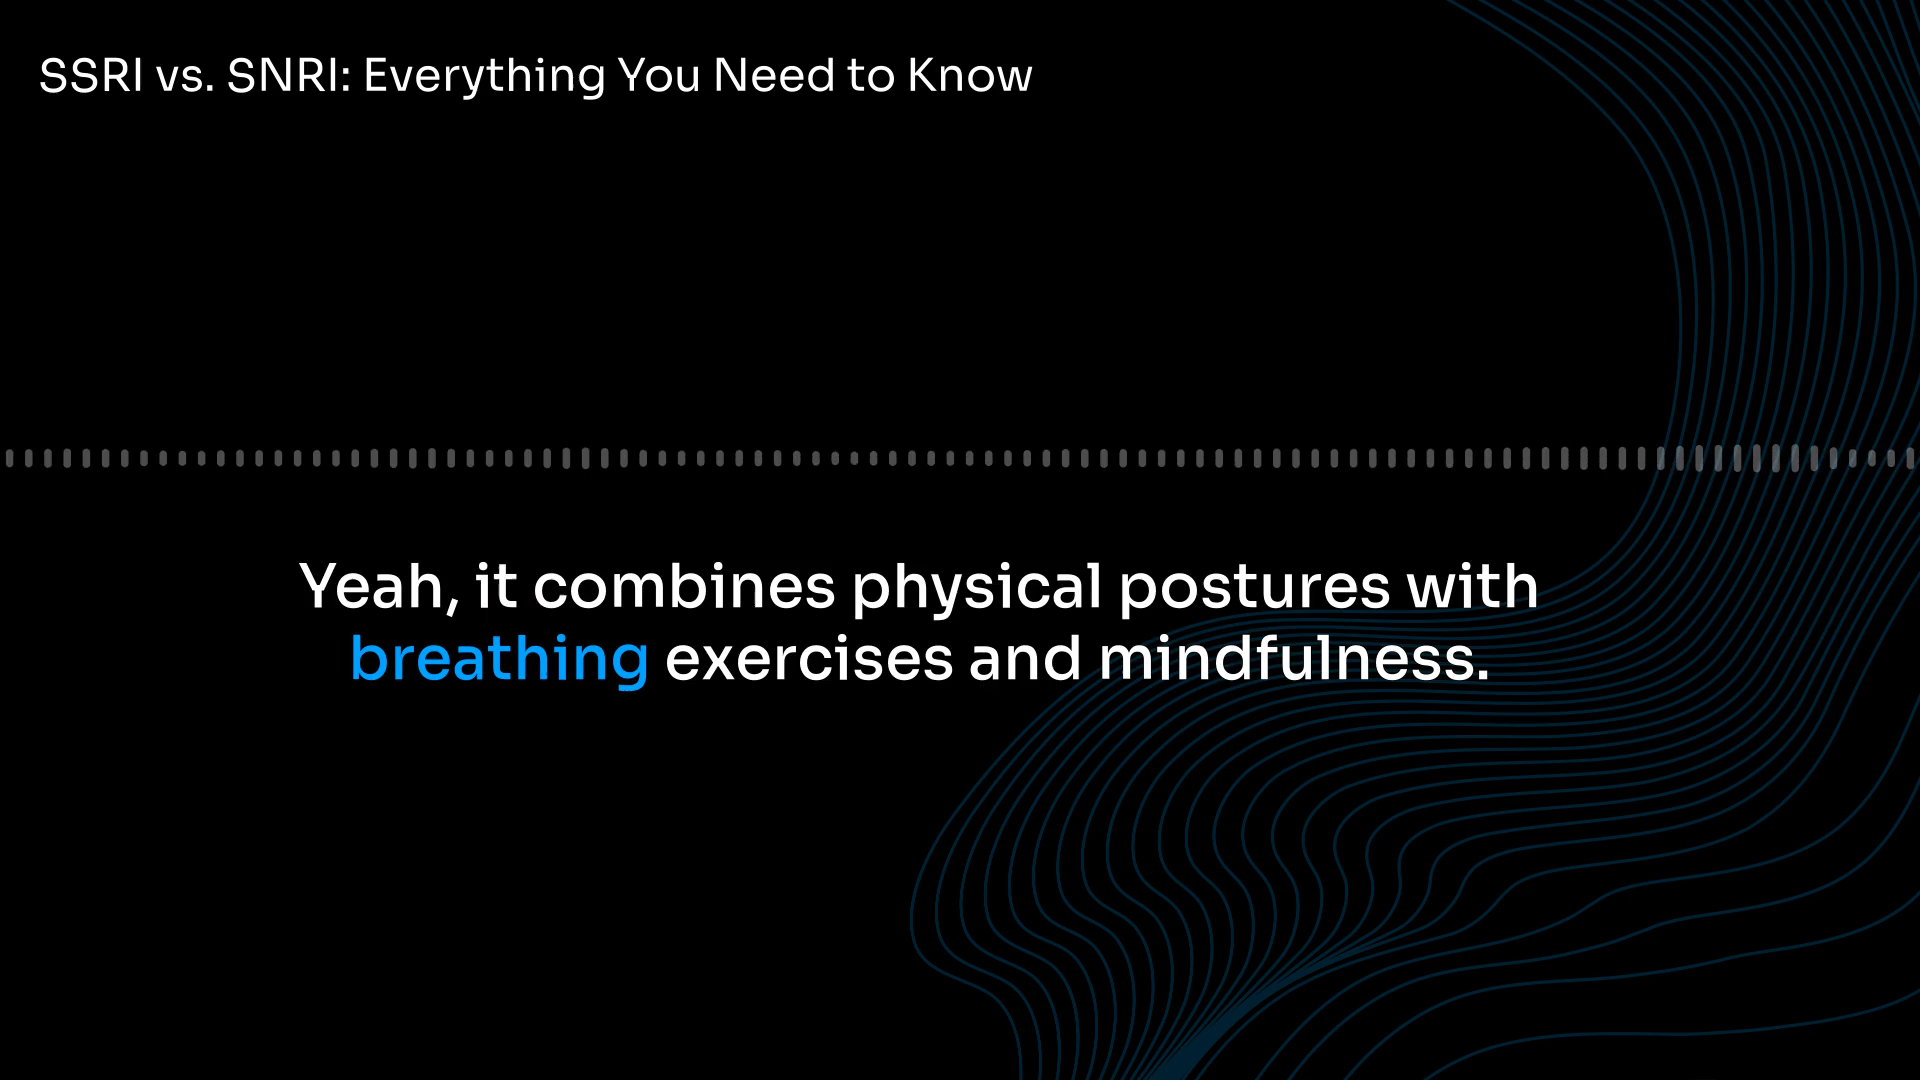 SSRI vs. SNRI: Everything You Need to Know
Yeah, it combines physical postures with
breathing exercises and mindfulness.